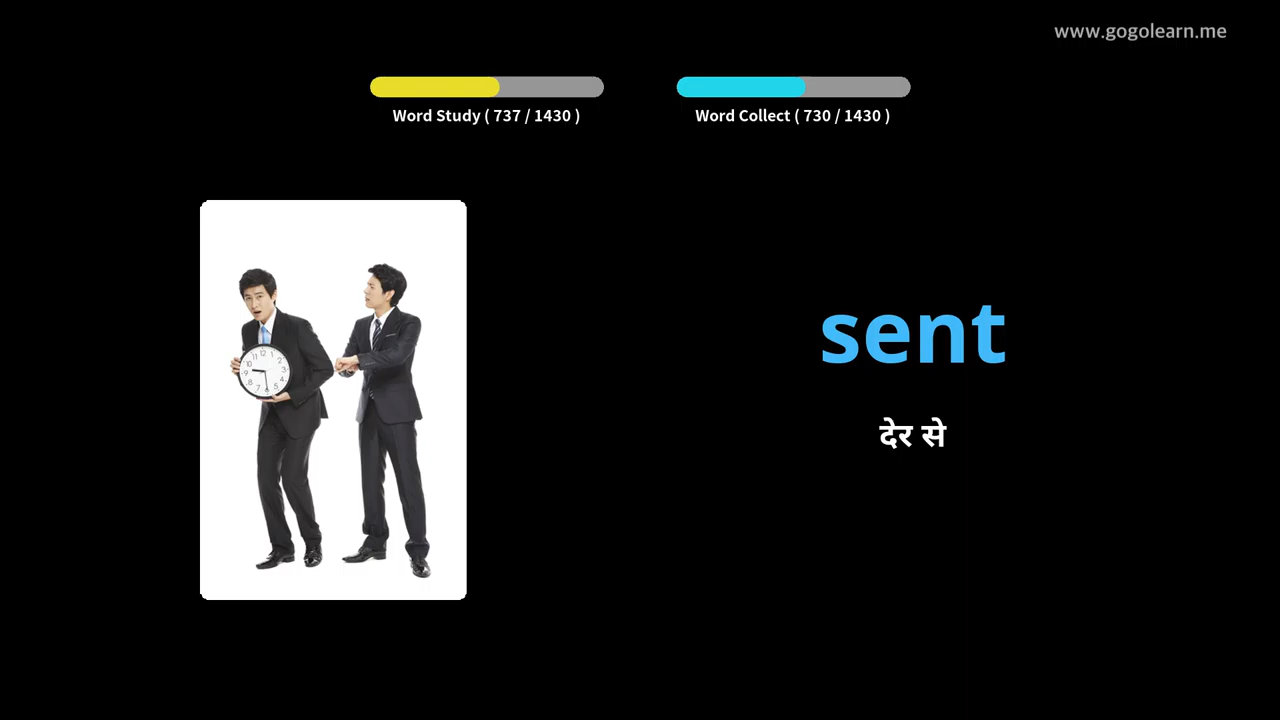 www.gogolearn.me
Word Study ( 737 / 1430 )
Word Collect ( 730 / 1430 )
sent
देर से